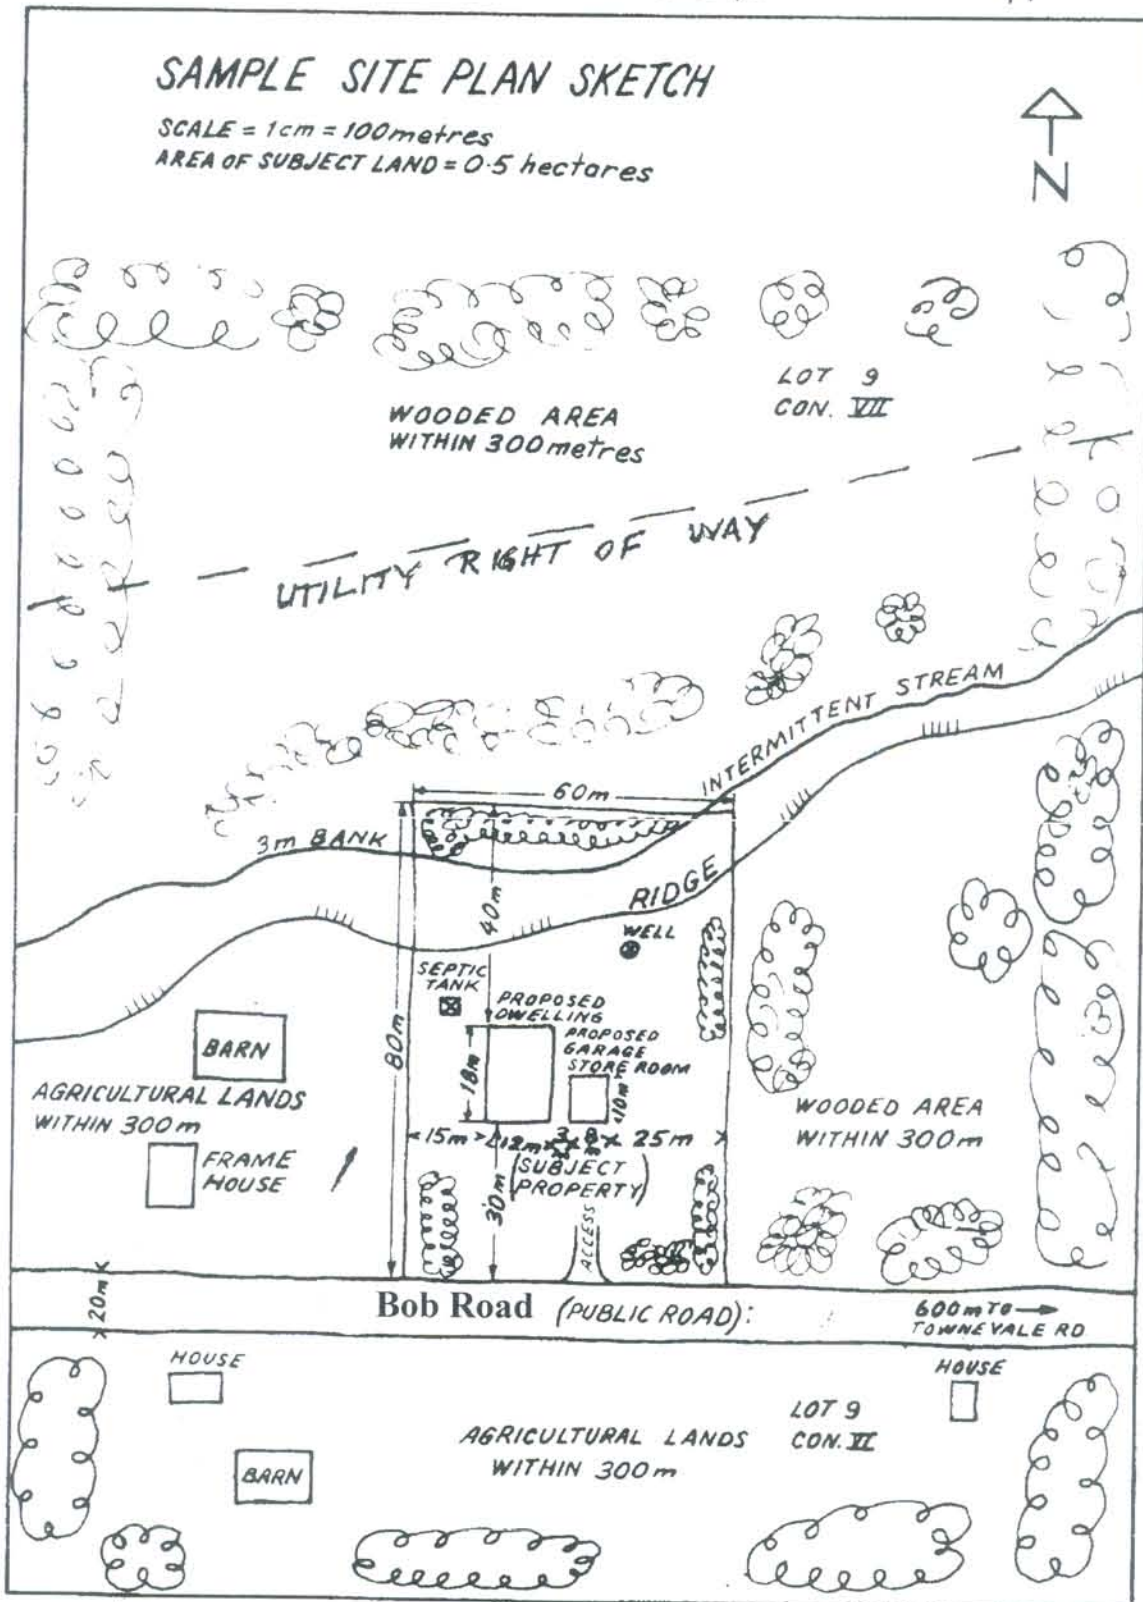 SAMPLE SITE PLAN SKETCH
SCALE = 1cm = 100metres
AREA OF SUBJECT LAND = 0.5 hectares
N
LOT 9
CON. VII
WOODED AREA
WITHIN 300metres
UTILITY RIGHT OF WAY
INTERMITTENT STREAM
60m
3m BANK
40m
RIDGE
WELL
SEPTIC
TANK
PROPOSED
DWELLING
PROPOSED
GARAGE
STORE ROOM
80m
18m
10m
BARN
AGRICULTURAL LANDS
WITHIN 300m
FRAME
HOUSE
WOODED AREA
WITHIN 300m
15m 12m 3m 8m 25m
(SUBJECT
PROPERTY)
30m
ACCESS
20m
Bob Road (PUBLIC ROAD):
600m TO
TOWNEVALE RD
HOUSE
HOUSE
LOT 9
CON. VI
AGRICULTURAL LANDS
WITHIN 300m
BARN